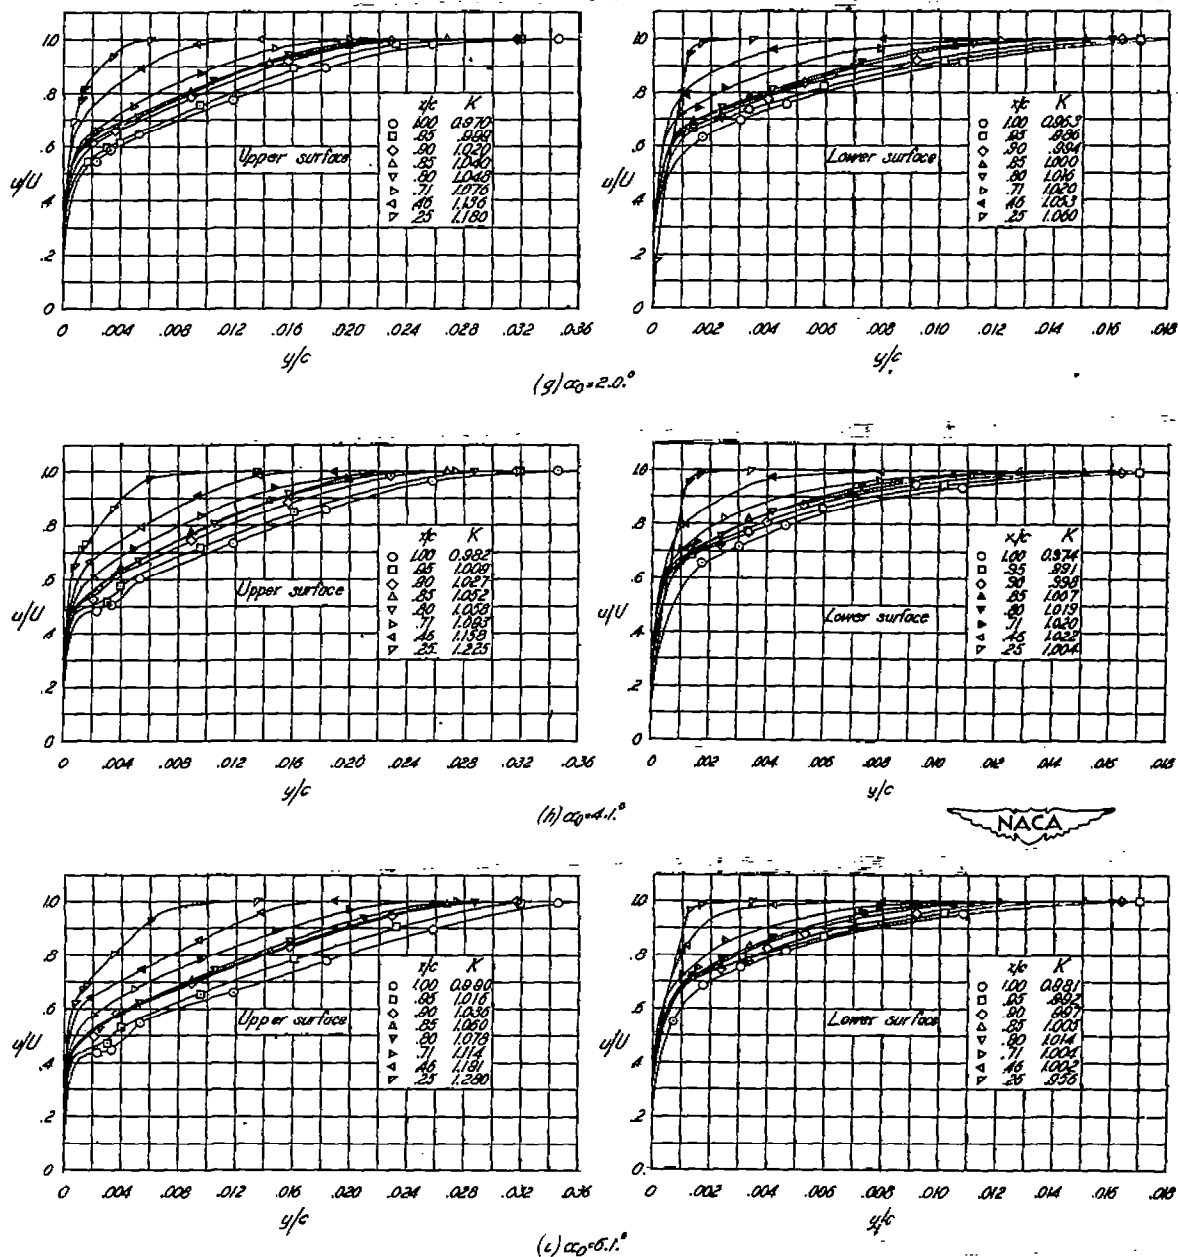 1.0
.8
.6
u/U
.4
.2
0
0 .004 .008 .012 .016 .020 .024 .028 .032 .036
y/c
Upper surface
x/c K
1.00 0.970
.95 .999
.90 1.020
.85 1.040
.80 1.048
.71 1.076
.46 1.136
.25 1.180
1.0
.8
.6
u/U
.4
.2
0
0 .002 .004 .006 .008 .010 .012 .014 .016 .018
y/c
Lower surface
x/c K
1.00 0.963
.95 .986
.90 .994
.85 1.000
.80 1.016
.71 1.020
.46 1.053
.25 1.060
(g) α₀=2.0.°
1.0
.8
.6
u/U
.4
.2
0
0 .004 .008 .012 .016 .020 .024 .028 .032 .036
y/c
Upper surface
x/c K
1.00 0.982
.95 1.009
.90 1.027
.85 1.052
.80 1.058
.71 1.093
.46 1.158
.25 1.225
1.0
.8
.6
u/U
.4
.2
0
0 .002 .004 .006 .008 .010 .012 .014 .016 .018
y/c
Lower surface
x/c K
1.00 0.974
.95 .991
.90 .998
.85 1.007
.80 1.019
.71 1.020
.46 1.022
.25 1.004
(h) α₀=4.1.°
NACA
1.0
.8
.6
u/U
.4
.2
0
0 .004 .008 .012 .016 .020 .024 .028 .032 .036
y/c
Upper surface
x/c K
1.00 0.990
.95 1.016
.90 1.036
.85 1.060
.80 1.078
.71 1.114
.46 1.191
.25 1.280
1.0
.8
.6
u/U
.4
.2
0
0 .002 .004 .006 .008 .010 .012 .014 .016 .018
y/c
Lower surface
x/c K
1.00 0.981
.95 .992
.90 .997
.85 1.005
.80 1.014
.71 1.004
.46 1.002
.25 .956
(i) α₀=6.1.°